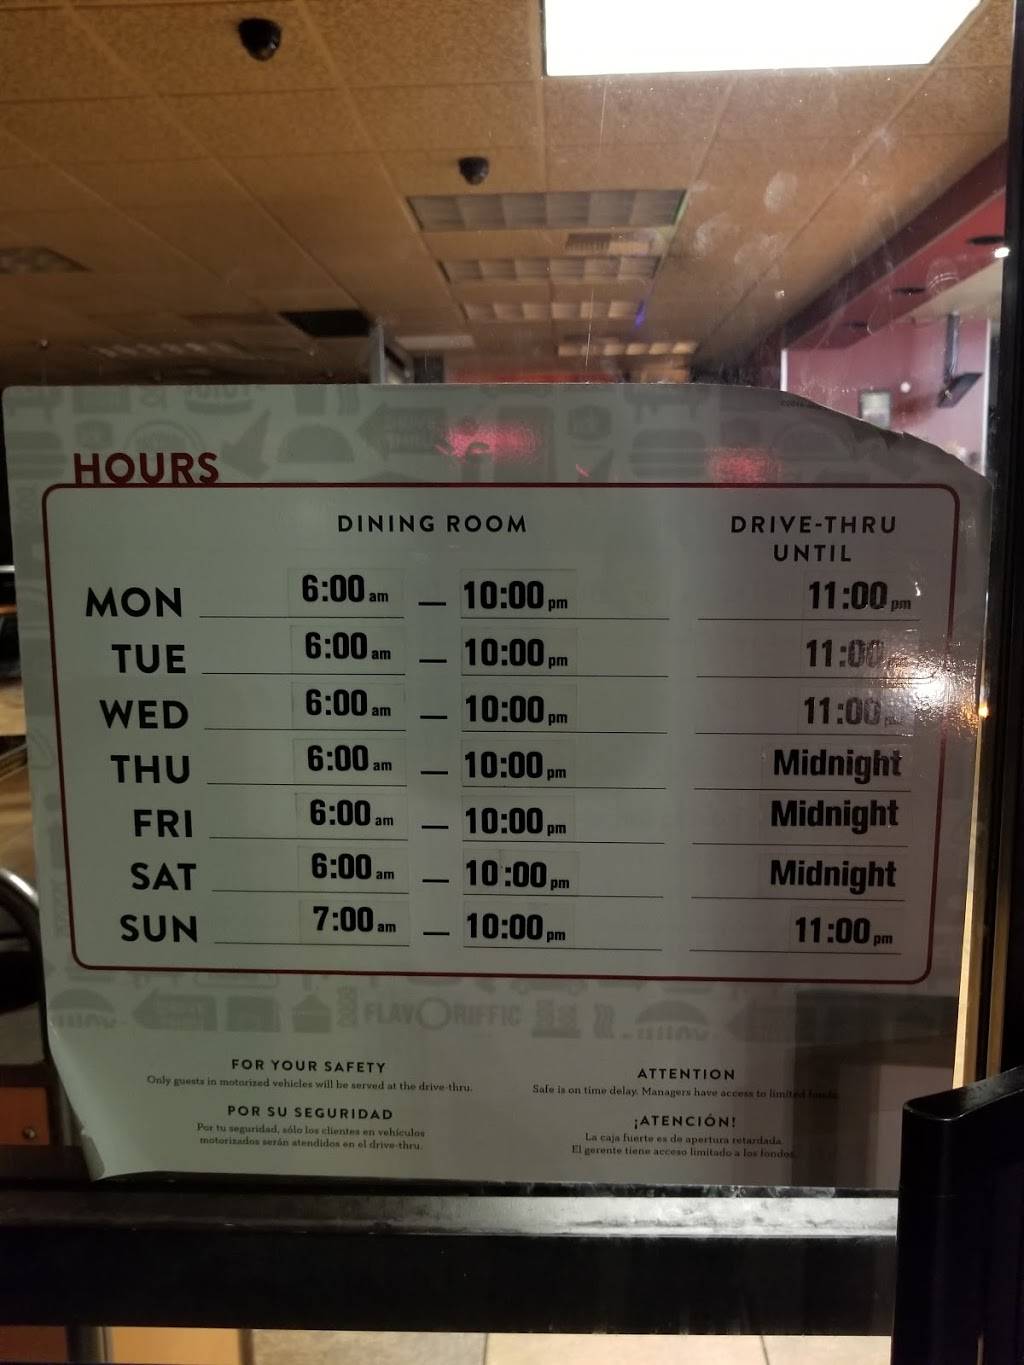 HOURS
DINING ROOM DRIVE-THRU
UNTIL
MON 6:00 am — 10:00 pm 11:00 pm
TUE 6:00 am — 10:00 pm 11:00
WED 6:00 am — 10:00 pm 11:00
THU 6:00 am — 10:00 pm Midnight
FRI 6:00 am — 10:00 pm Midnight
SAT 6:00 am — 10:00 pm Midnight
SUN 7:00 am — 10:00 pm 11:00 pm
FLAVORIFFIC
FOR YOUR SAFETY
Only guests in motorized vehicles will be served at the drive-thru.
POR SU SEGURIDAD
Por tu seguridad, sólo los clientes en vehículos
motorizados serán atendidos en el drive-thru.
ATTENTION
Safe is on time delay. Managers have access to limited funds.
¡ATENCIÓN!
La caja fuerte es de apertura retardada.
El gerente tiene acceso limitado a los fondos.